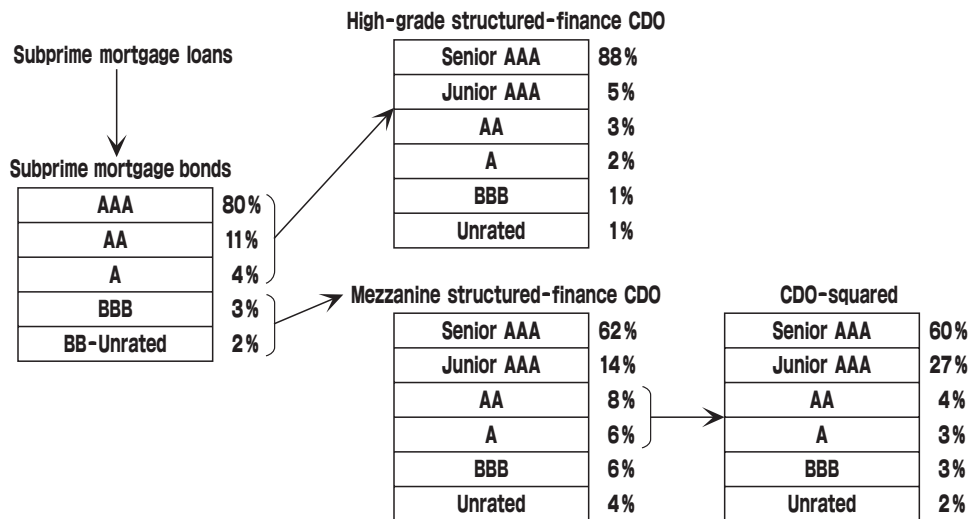 High-grade structured-finance CDO
Senior AAA 88%
Junior AAA 5%
AA 3%
A 2%
BBB 1%
Unrated 1%
Subprime mortgage loans
Subprime mortgage bonds
AAA 80%
AA 11%
A 4%
BBB 3%
BB-Unrated 2%
Mezzanine structured-finance CDO
Senior AAA 62%
Junior AAA 14%
AA 8%
A 6%
BBB 6%
Unrated 4%
CDO-squared
Senior AAA 60%
Junior AAA 27%
AA 4%
A 3%
BBB 3%
Unrated 2%